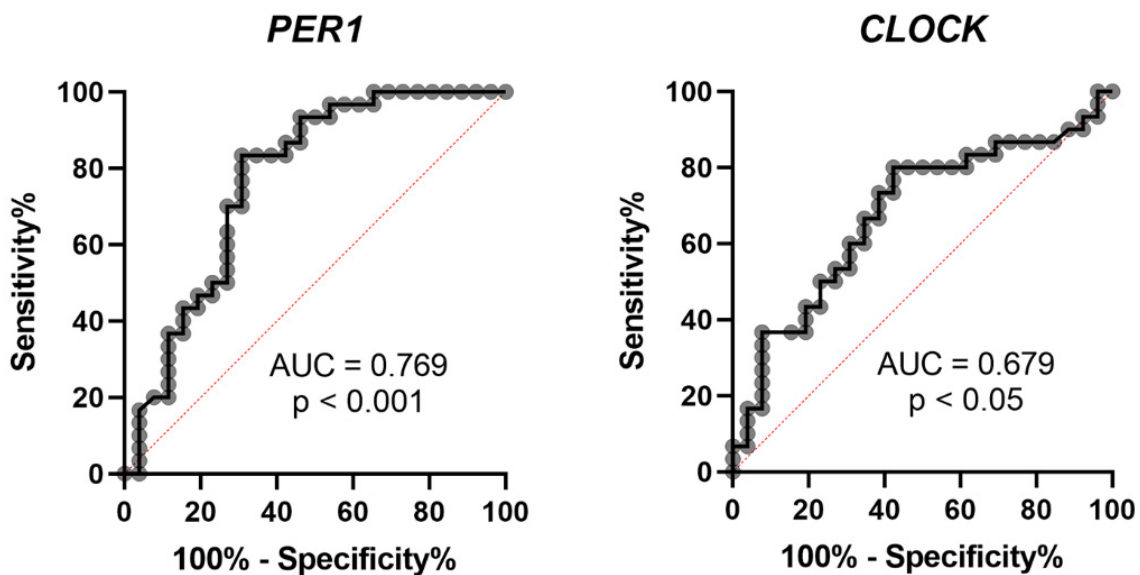 PER1
100
80
60
40
20
0
Sensitivity%
AUC = 0.769
p < 0.001
0 20 40 60 80 100
100% - Specificity%
CLOCK
100
80
60
40
20
0
Sensitivity%
AUC = 0.679
p < 0.05
0 20 40 60 80 100
100% - Specificity%